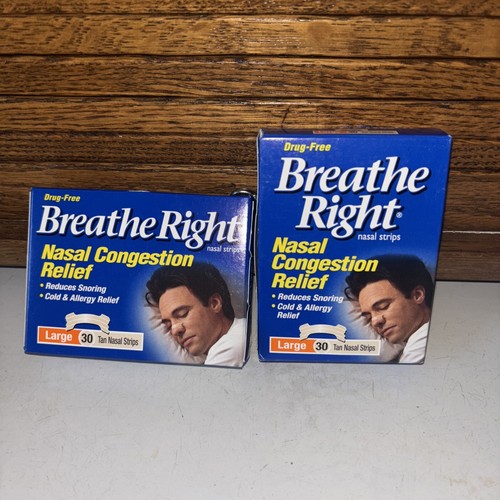 Drug-Free
Breathe Right
nasal strips
Nasal Congestion
Relief
• Reduces Snoring
• Cold & Allergy Relief
Large 30 Tan Nasal Strips
Drug-Free
Breathe
Right®
nasal strips
Nasal
Congestion
Relief
• Reduces Snoring
• Cold & Allergy
Relief
Large 30 Tan Nasal Strips